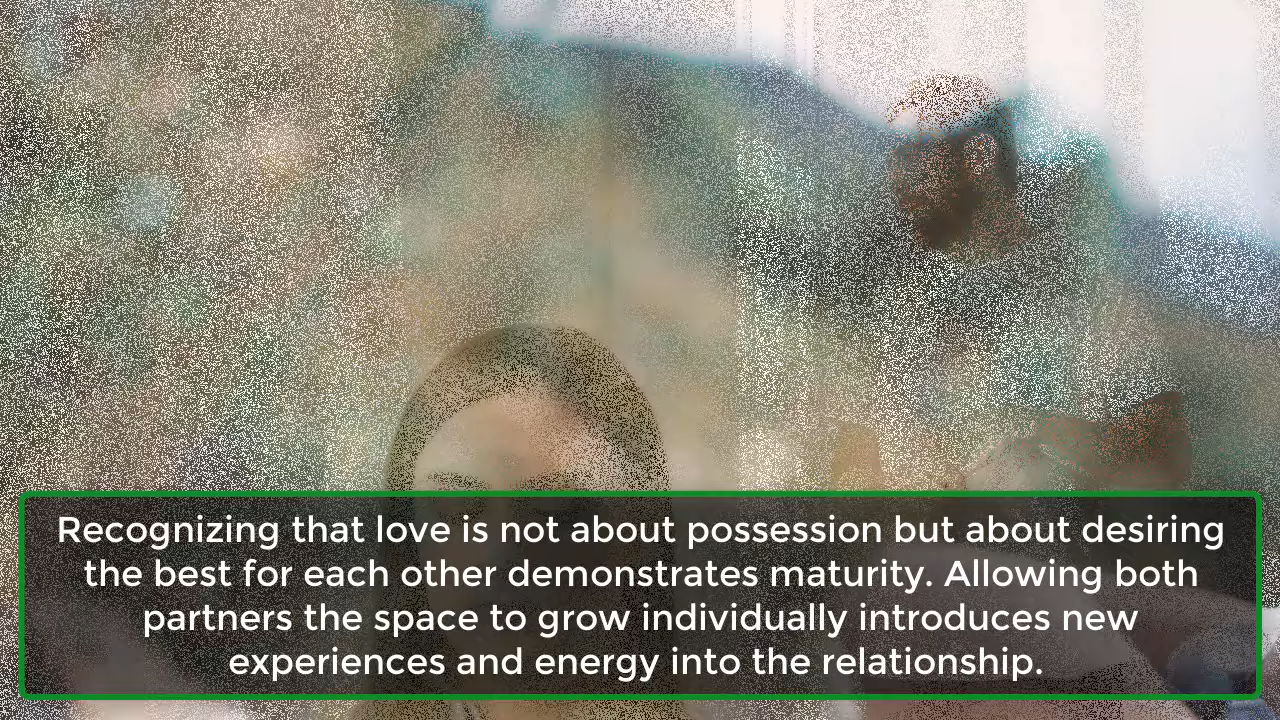 Recognizing that love is not about possession but about desiring
the best for each other demonstrates maturity. Allowing both
partners the space to grow individually introduces new
experiences and energy into the relationship.